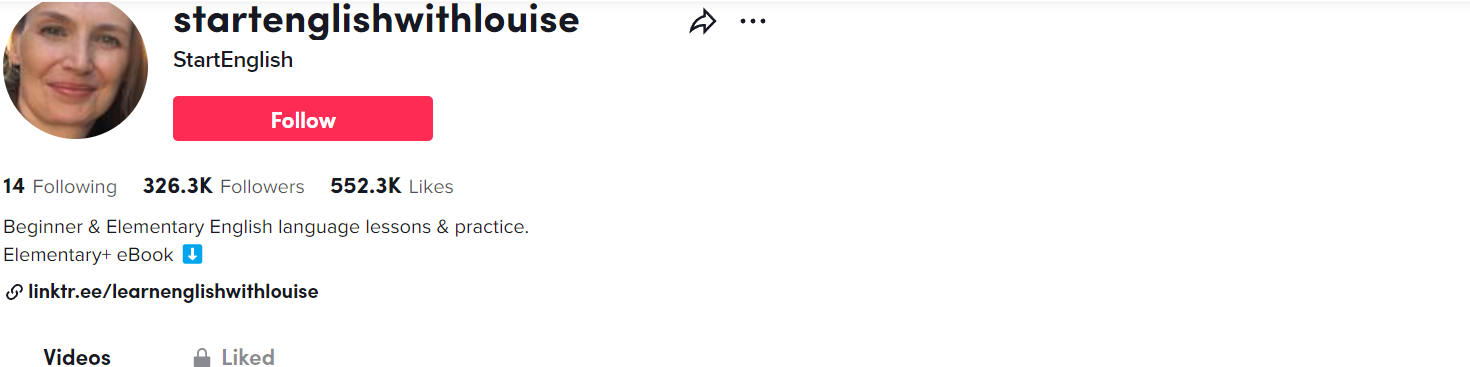 startenglishwithlouise
StartEnglish
Follow
14 Following 326.3K Followers 552.3K Likes
Beginner & Elementary English language lessons & practice.
Elementary+ eBook ⬇️
linktr.ee/learnenglishwithlouise
Videos Liked